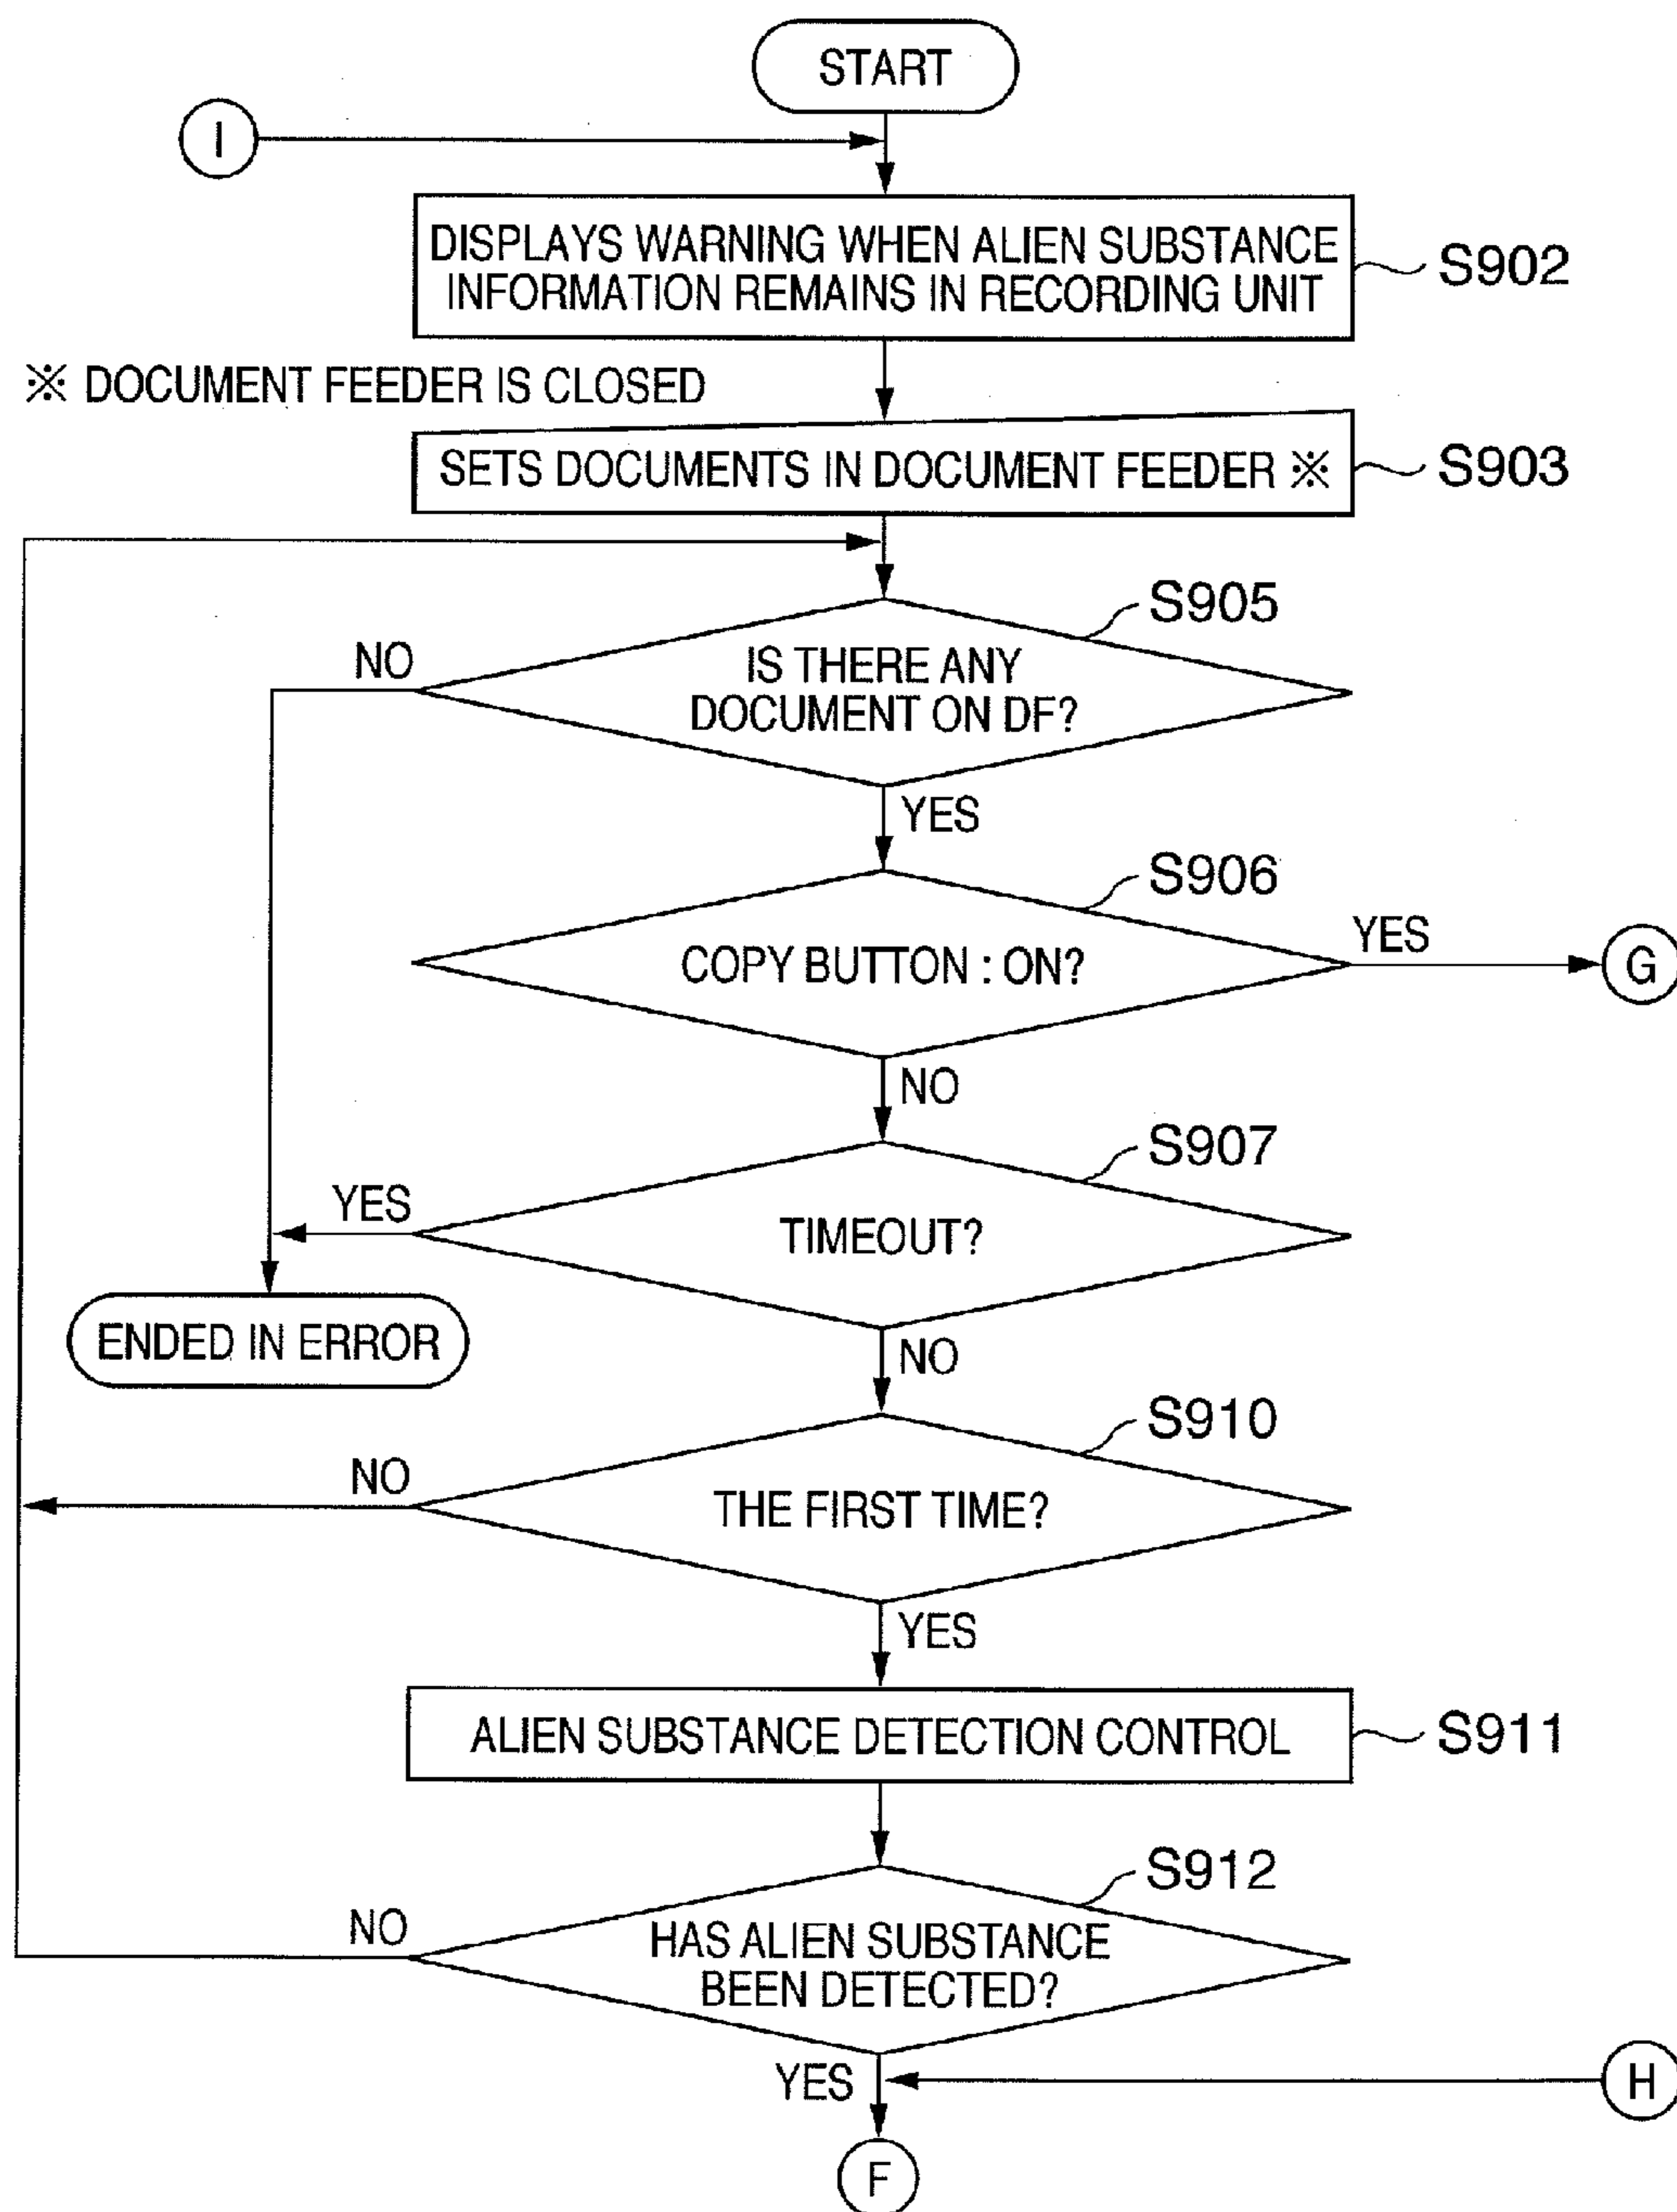 START
I
DISPLAYS WARNING WHEN ALIEN SUBSTANCE
INFORMATION REMAINS IN RECORDING UNIT
S902
※ DOCUMENT FEEDER IS CLOSED
SETS DOCUMENTS IN DOCUMENT FEEDER ※
S903
S905
NO
IS THERE ANY
DOCUMENT ON DF?
YES
S906
COPY BUTTON : ON?
YES
G
NO
S907
YES
TIMEOUT?
ENDED IN ERROR
NO
S910
NO
THE FIRST TIME?
YES
ALIEN SUBSTANCE DETECTION CONTROL
S911
S912
NO
HAS ALIEN SUBSTANCE
BEEN DETECTED?
YES
H
F